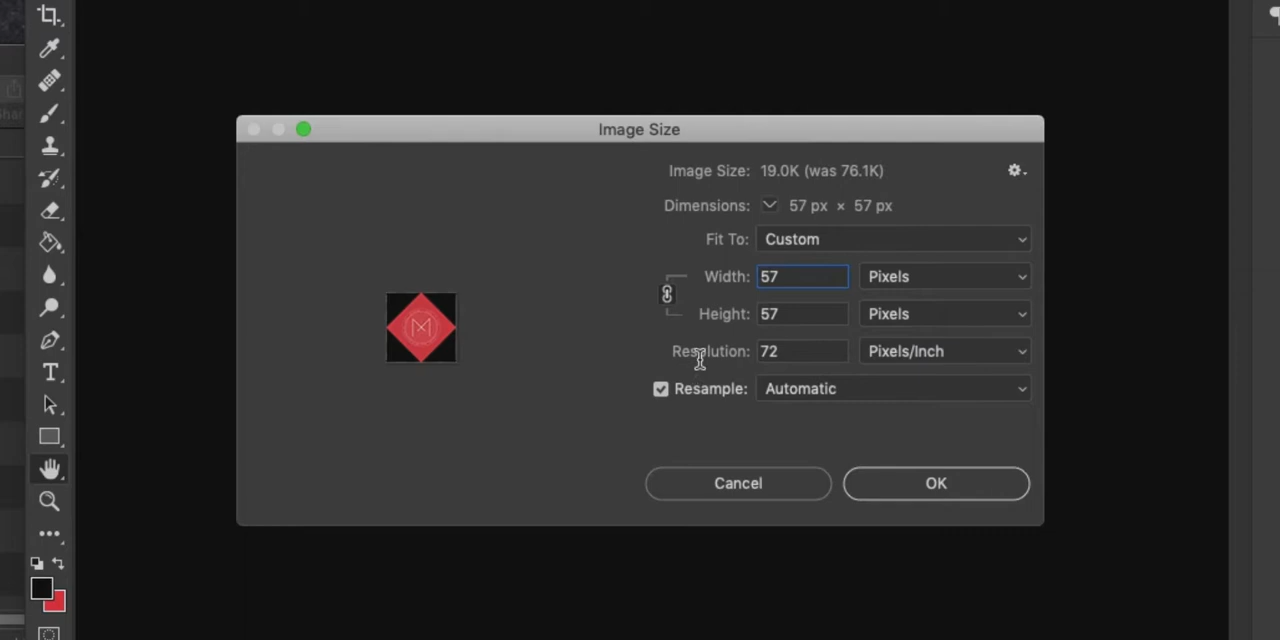 Image Size
Image Size: 19.0K (was 76.1K)
Dimensions: 57 px × 57 px
Fit To: Custom
Width: 57 Pixels
Height: 57 Pixels
Resolution: 72 Pixels/Inch
Resample: Automatic
Cancel OK